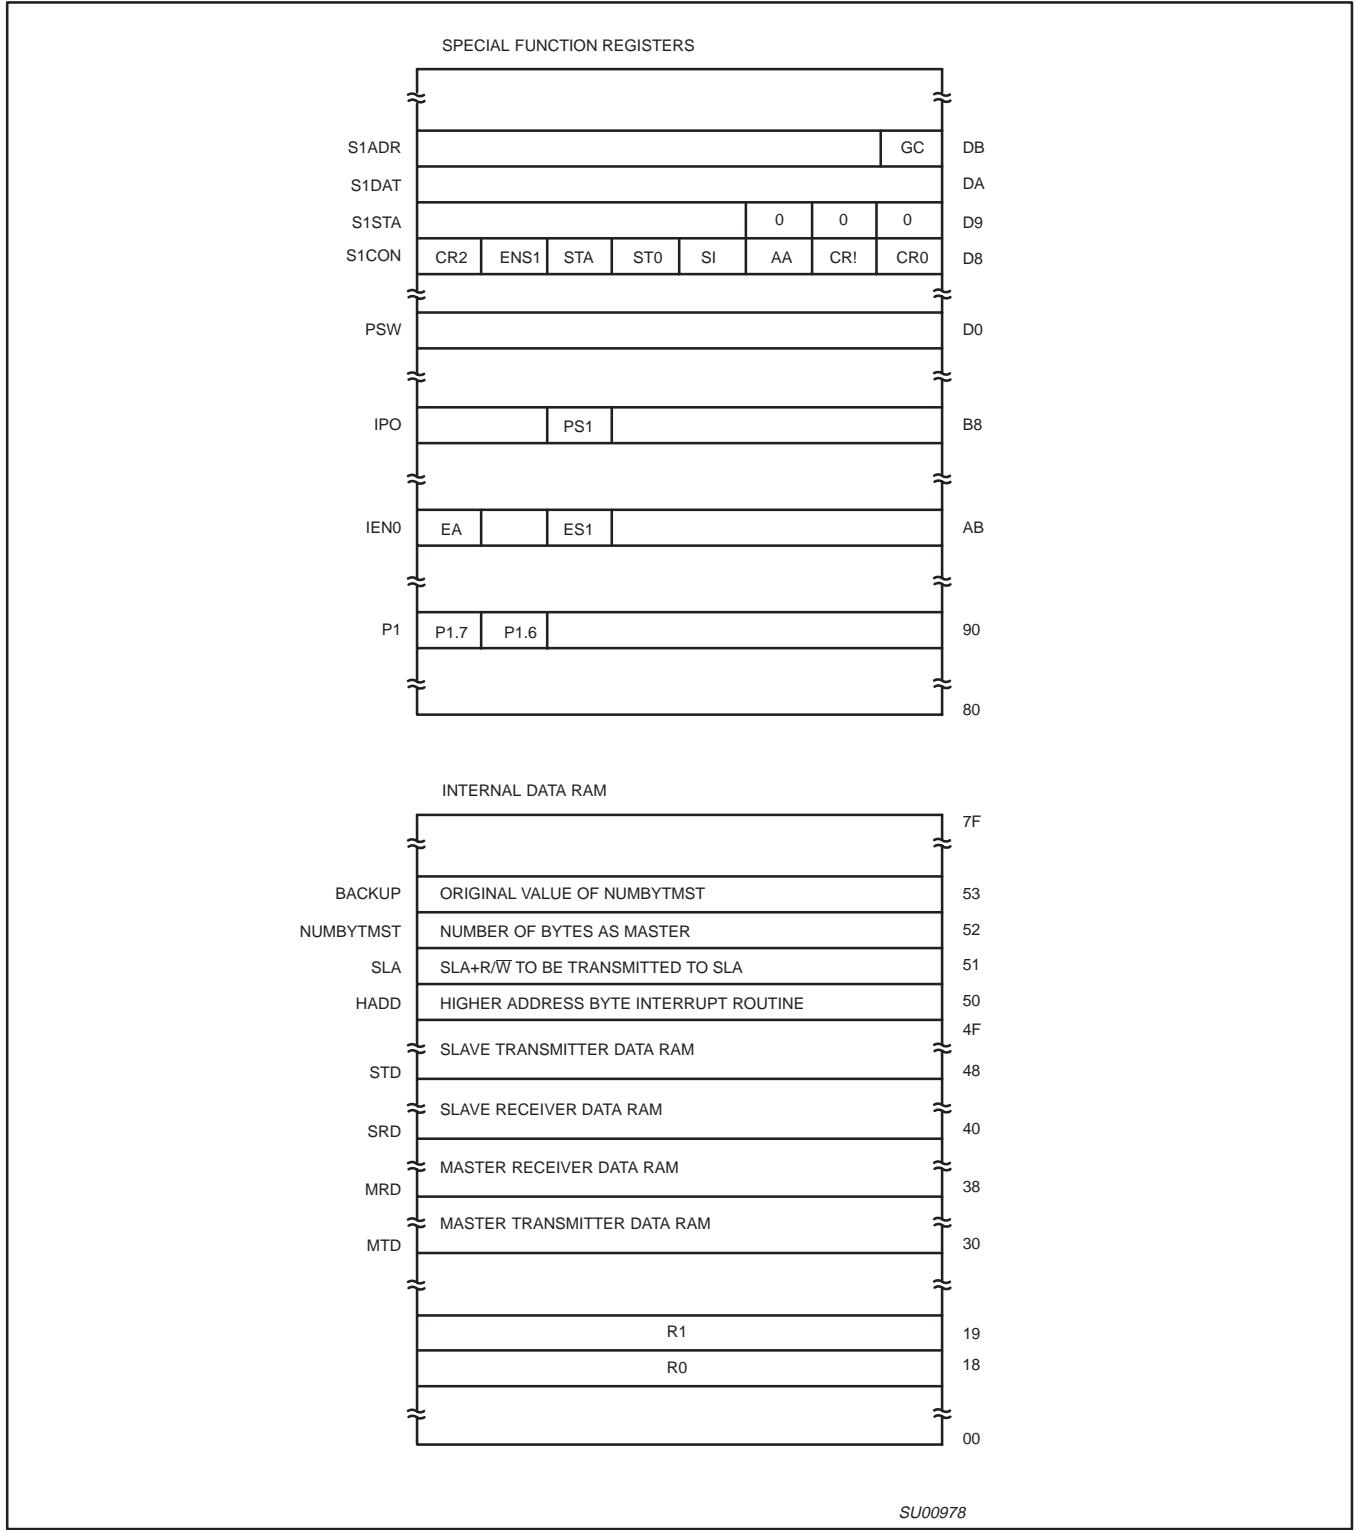 SPECIAL FUNCTION REGISTERS
S1ADR GC DB
S1DAT DA
S1STA 0 0 0 D9
S1CON CR2 ENS1 STA ST0 SI AA CR! CR0 D8
PSW D0
IPO PS1 B8
IEN0 EA ES1 AB
P1 P1.7 P1.6 90
80
INTERNAL DATA RAM
7F
BACKUP ORIGINAL VALUE OF NUMBYTMST 53
NUMBYTMST NUMBER OF BYTES AS MASTER 52
SLA SLA+R/W̅ TO BE TRANSMITTED TO SLA 51
HADD HIGHER ADDRESS BYTE INTERRUPT ROUTINE 50
4F
SLAVE TRANSMITTER DATA RAM
STD 48
SLAVE RECEIVER DATA RAM
SRD 40
MASTER RECEIVER DATA RAM
MRD 38
MASTER TRANSMITTER DATA RAM
MTD 30
R1 19
R0 18
00
SU00978